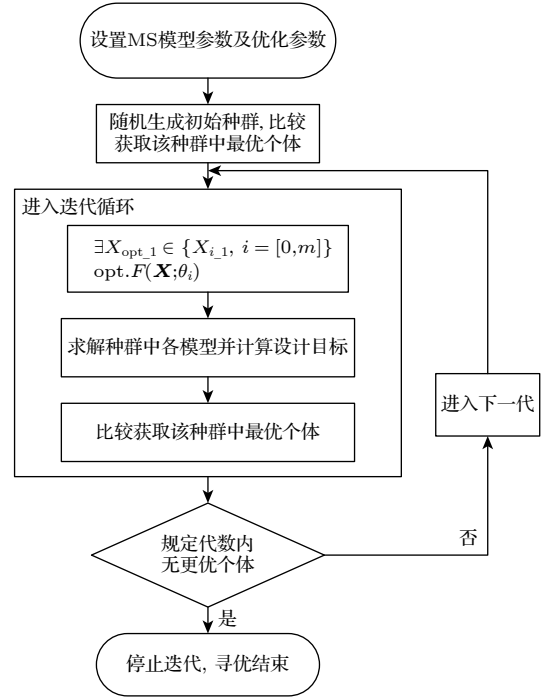 设置MS模型参数及优化参数
随机生成初始种群, 比较
获取该种群中最优个体
进入迭代循环
∃X_{opt_1} ∈ {X_{i_1}, i = [0,m]}
opt.F(X;θ_i)
求解种群中各模型并计算设计目标
比较获取该种群中最优个体
进入下一代
规定代数内
无更优个体
否
是
停止迭代, 寻优结束